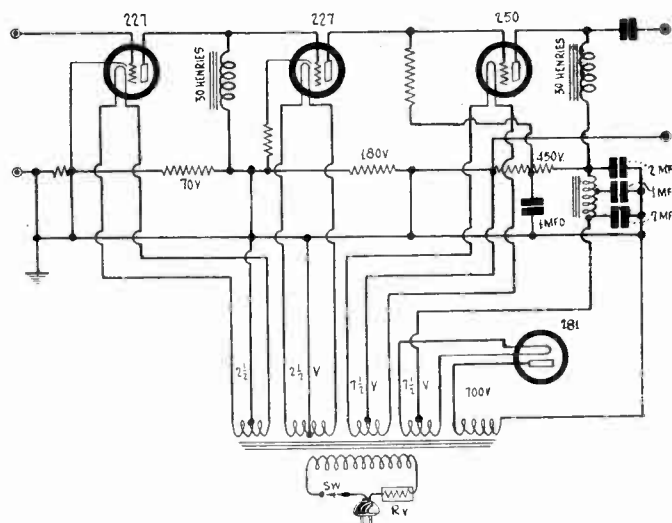 227
227
250
30 HENRIES
30 HENRIES
70V
180V
450V
2 MF
1 MF
2 MF
1 MFD
281
2½
2½ V
7½ V
7½ V
700V
SW
RV